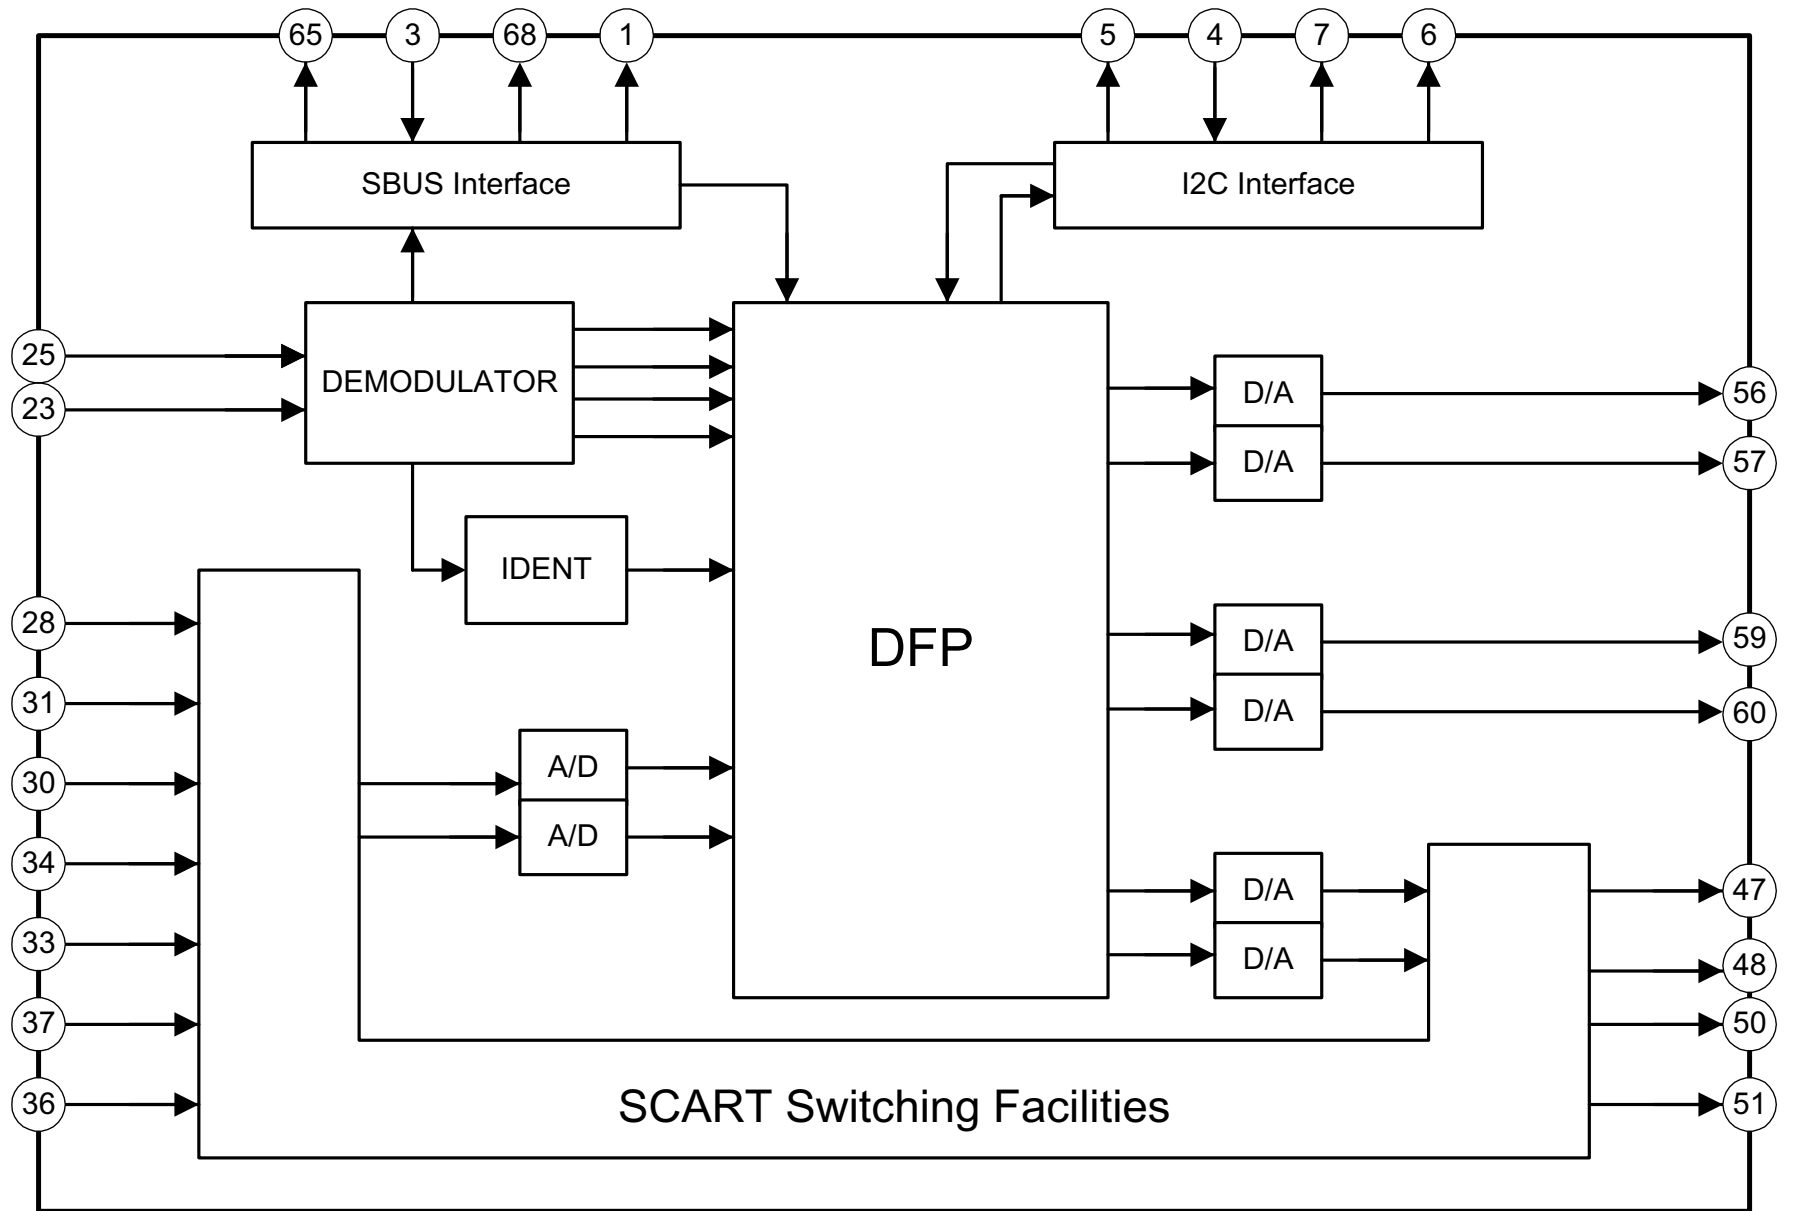 65 3 68 1 5 4 7 6
SBUS Interface
I2C Interface
25
DEMODULATOR
23
D/A
56
D/A
57
IDENT
28
DFP
D/A
59
31
D/A
60
30
A/D
A/D
34
D/A
47
33
D/A
48
37
50
36
SCART Switching Facilities
51